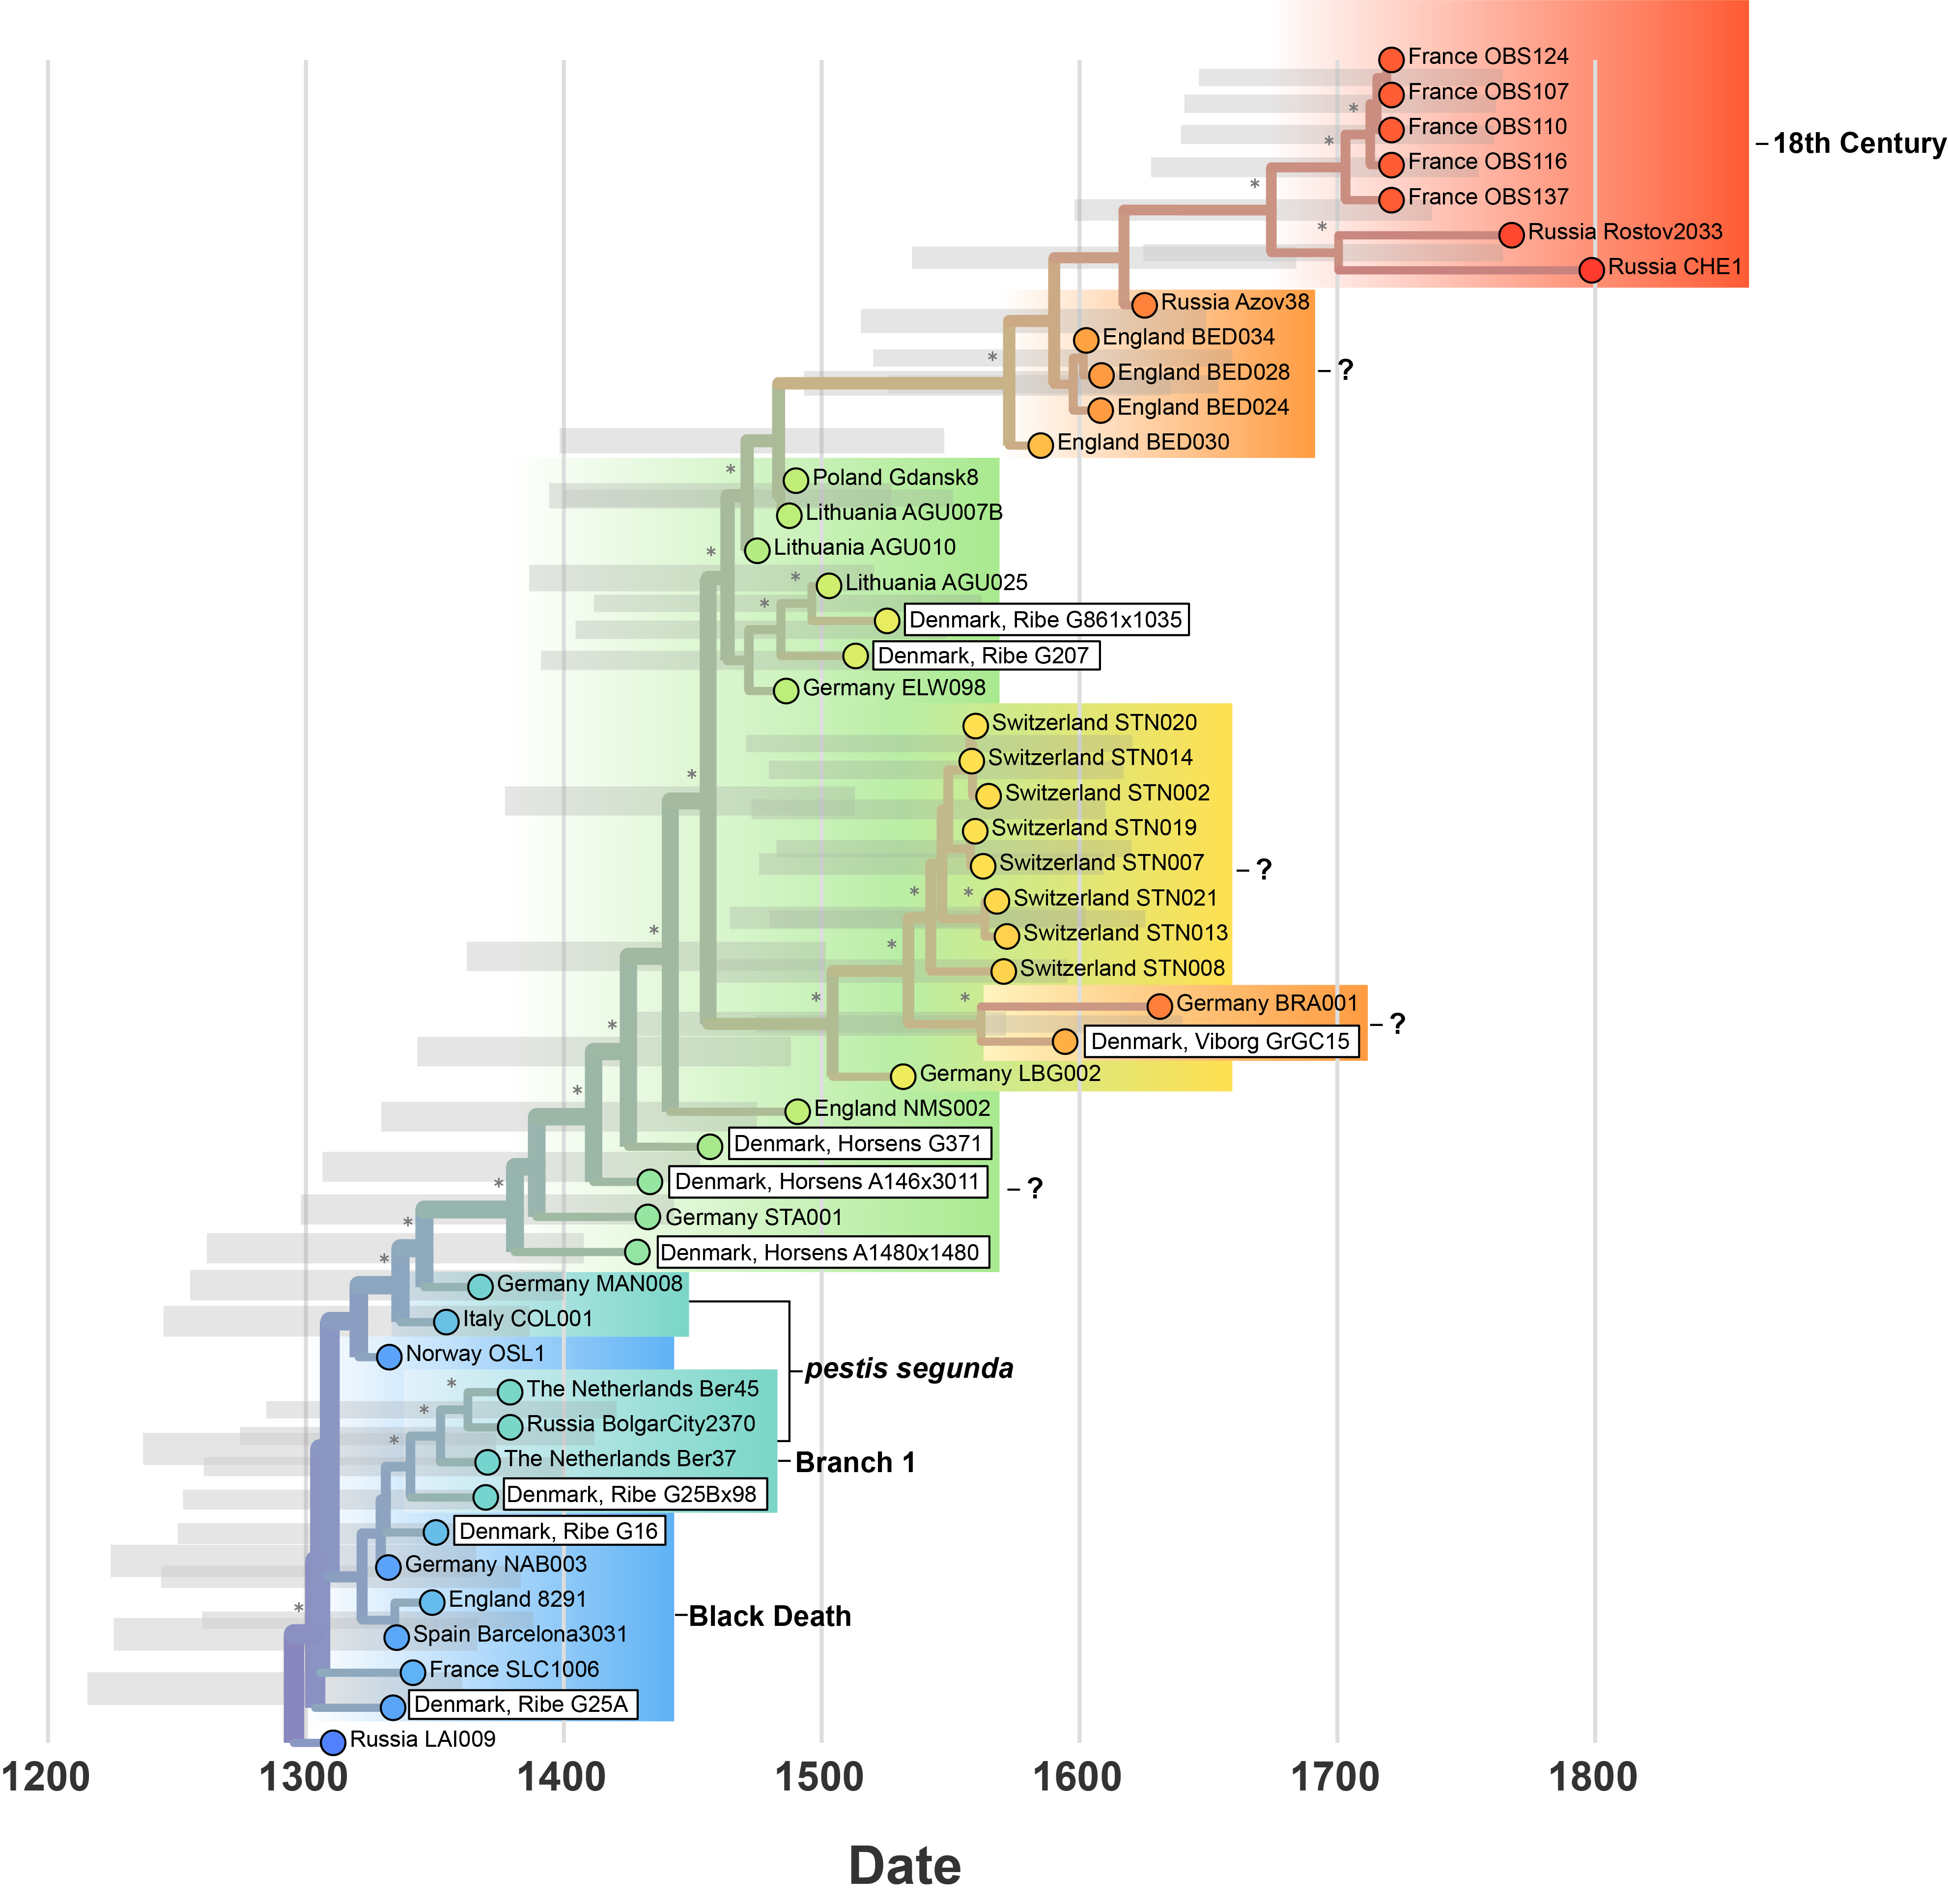 France OBS124
France OBS107
France OBS110
18th Century
France OBS116
France OBS137
Russia Rostov2033
Russia CHE1
Russia Azov38
England BED034
England BED028
?
England BED024
England BED030
Poland Gdansk8
Lithuania AGU007B
Lithuania AGU010
Lithuania AGU025
Denmark, Ribe G861x1035
Denmark, Ribe G207
Germany ELW098
Switzerland STN020
Switzerland STN014
Switzerland STN002
Switzerland STN019
Switzerland STN007
?
Switzerland STN021
Switzerland STN013
Switzerland STN008
Germany BRA001
?
Denmark, Viborg GrGC15
Germany LBG002
England NMS002
Denmark, Horsens G371
Denmark, Horsens A146x3011
?
Germany STA001
Denmark, Horsens A1480x1480
Germany MAN008
Italy COL001
Norway OSL1
pestis segunda
The Netherlands Ber45
Russia BolgarCity2370
The Netherlands Ber37
Branch 1
Denmark, Ribe G25Bx98
Denmark, Ribe G16
Germany NAB003
England 8291
Black Death
Spain Barcelona3031
France SLC1006
Denmark, Ribe G25A
Russia LAI009
1200 1300 1400 1500 1600 1700 1800
Date